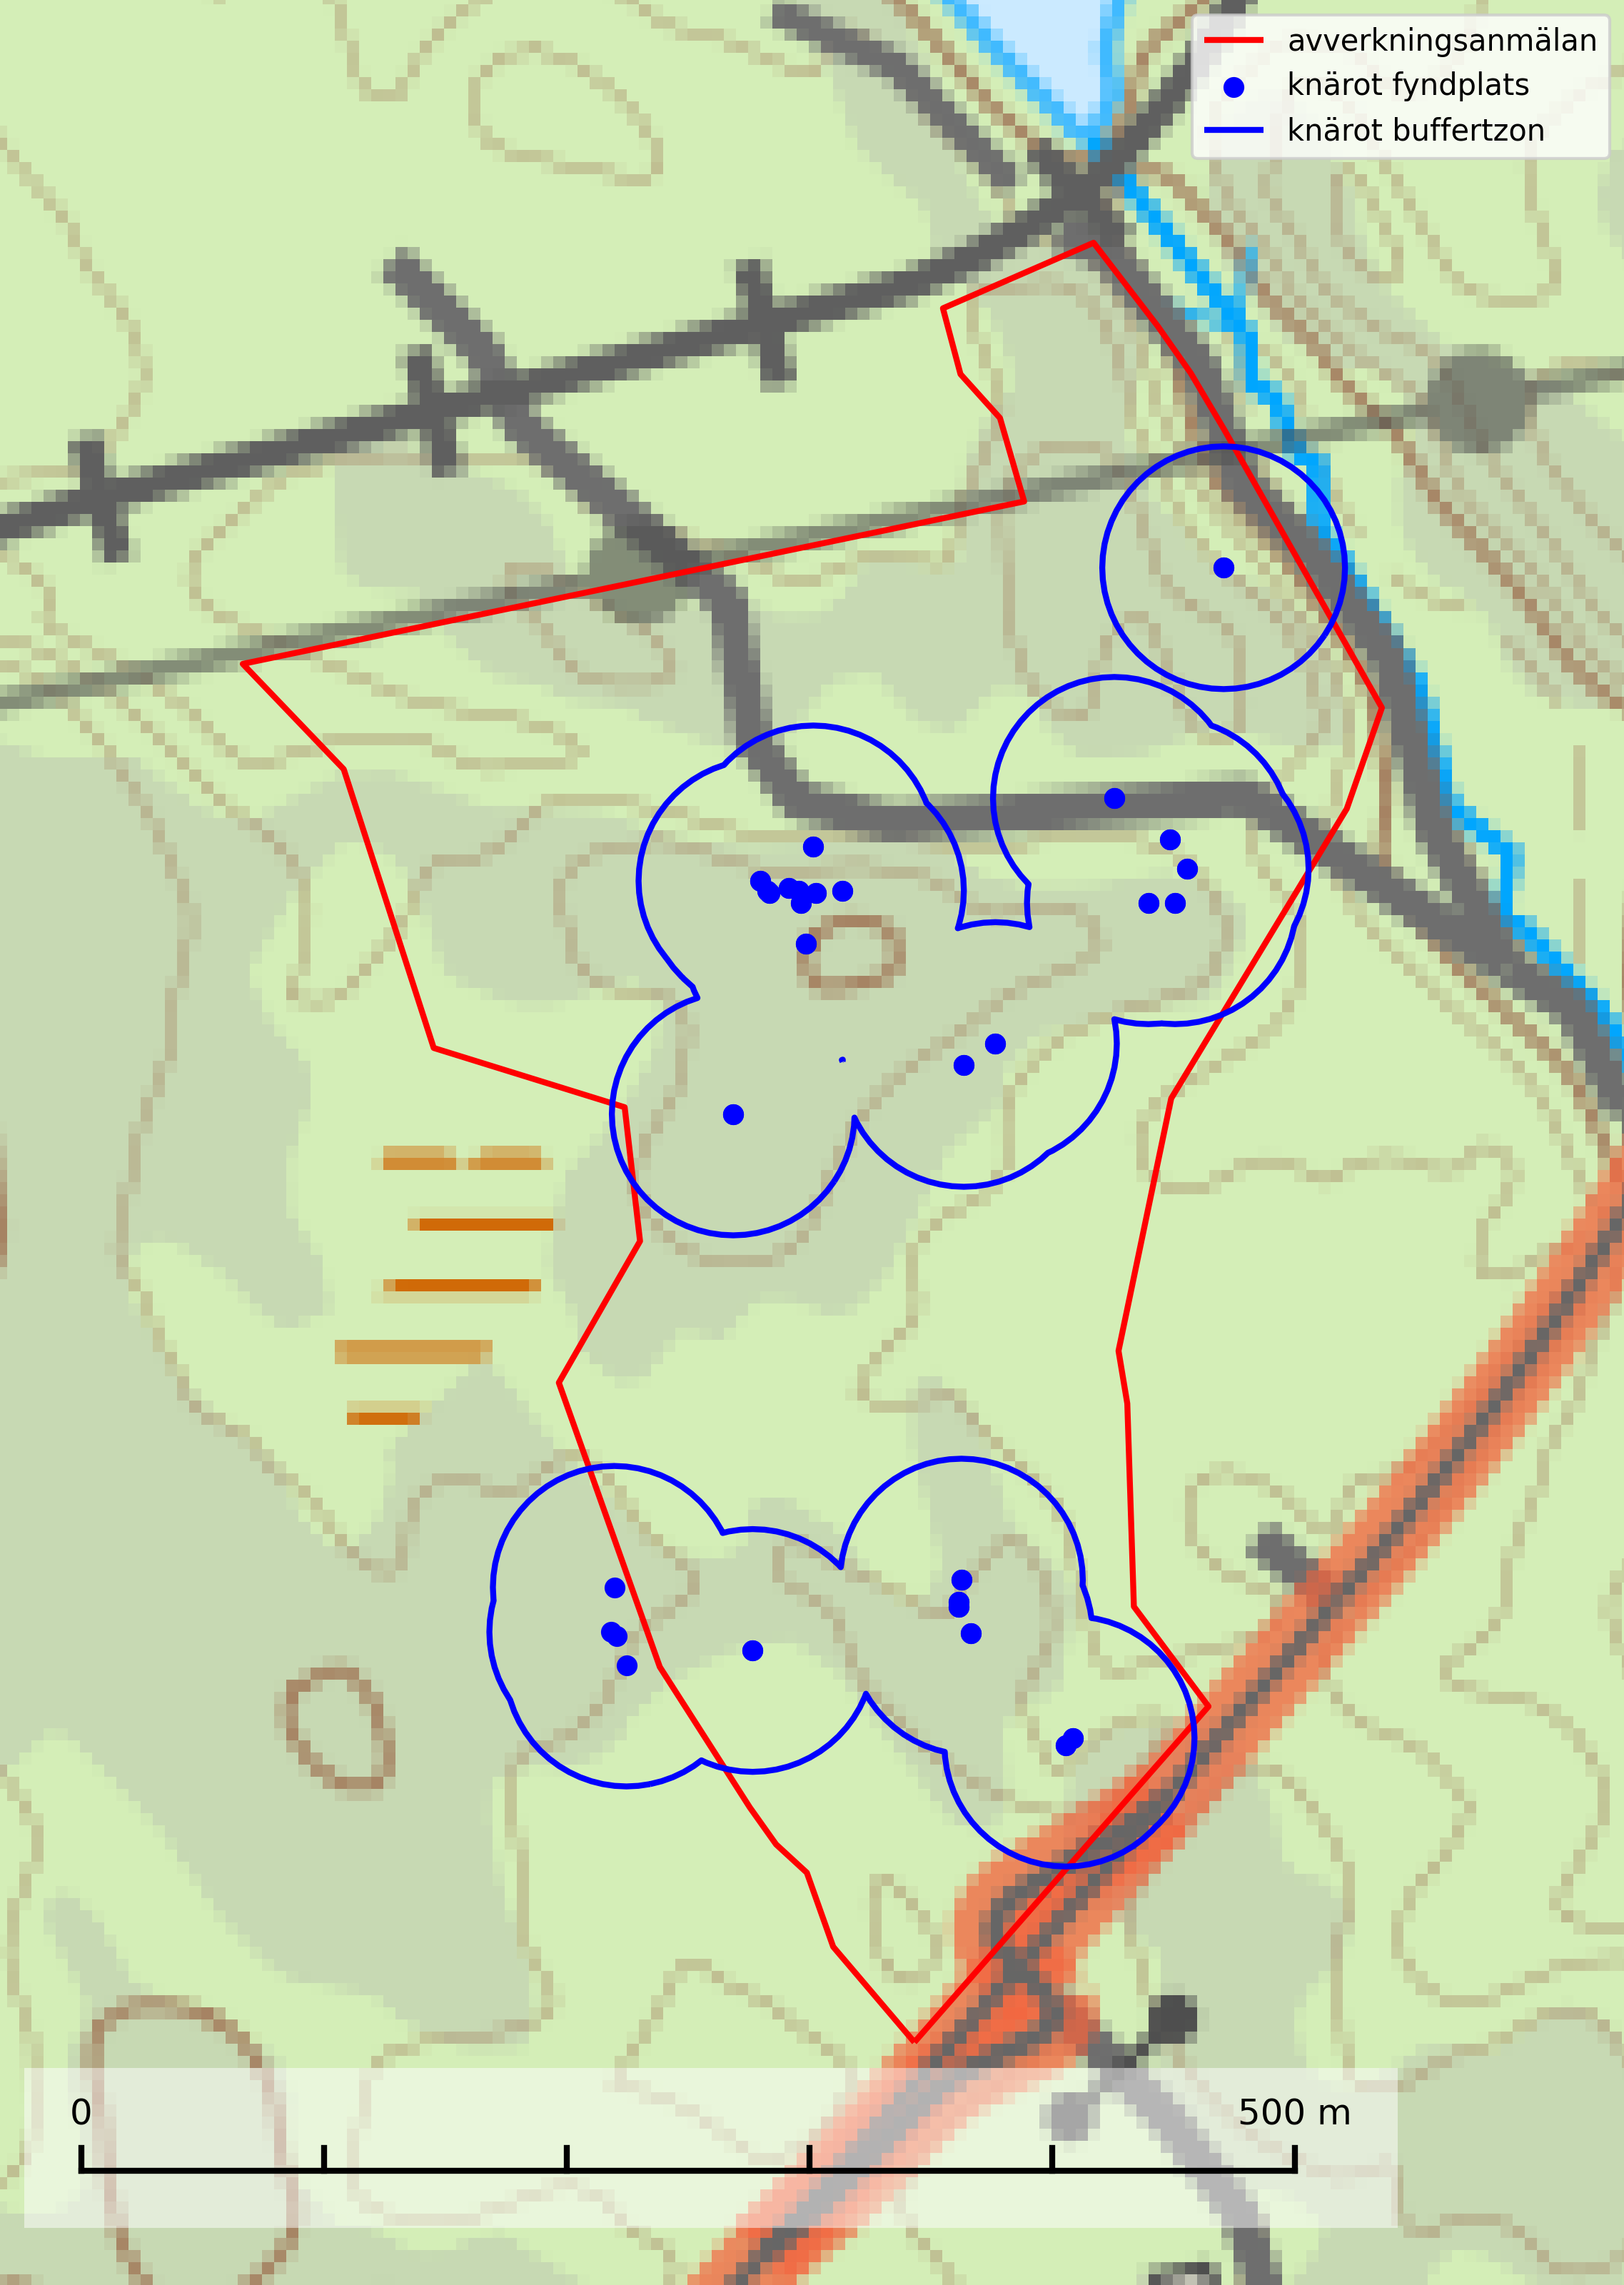 avverkningsanmälan
knärot fyndplats
knärot buffertzon
0
500 m